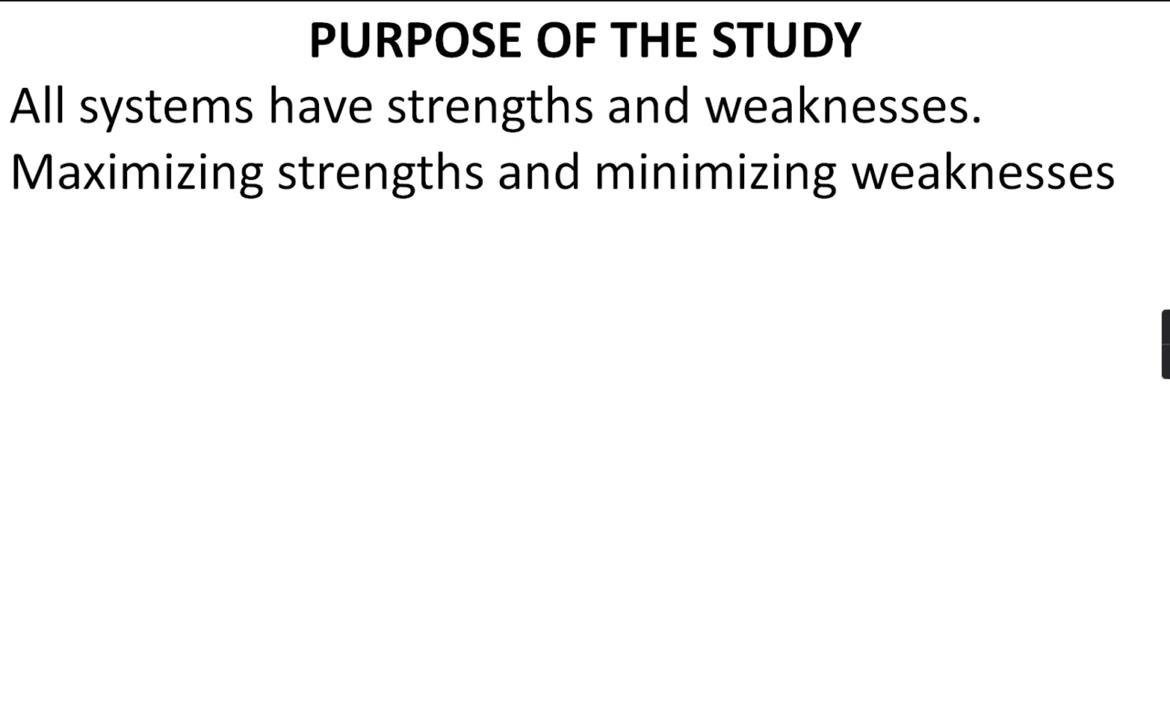 PURPOSE OF THE STUDY
All systems have strengths and weaknesses.
Maximizing strengths and minimizing weaknesses